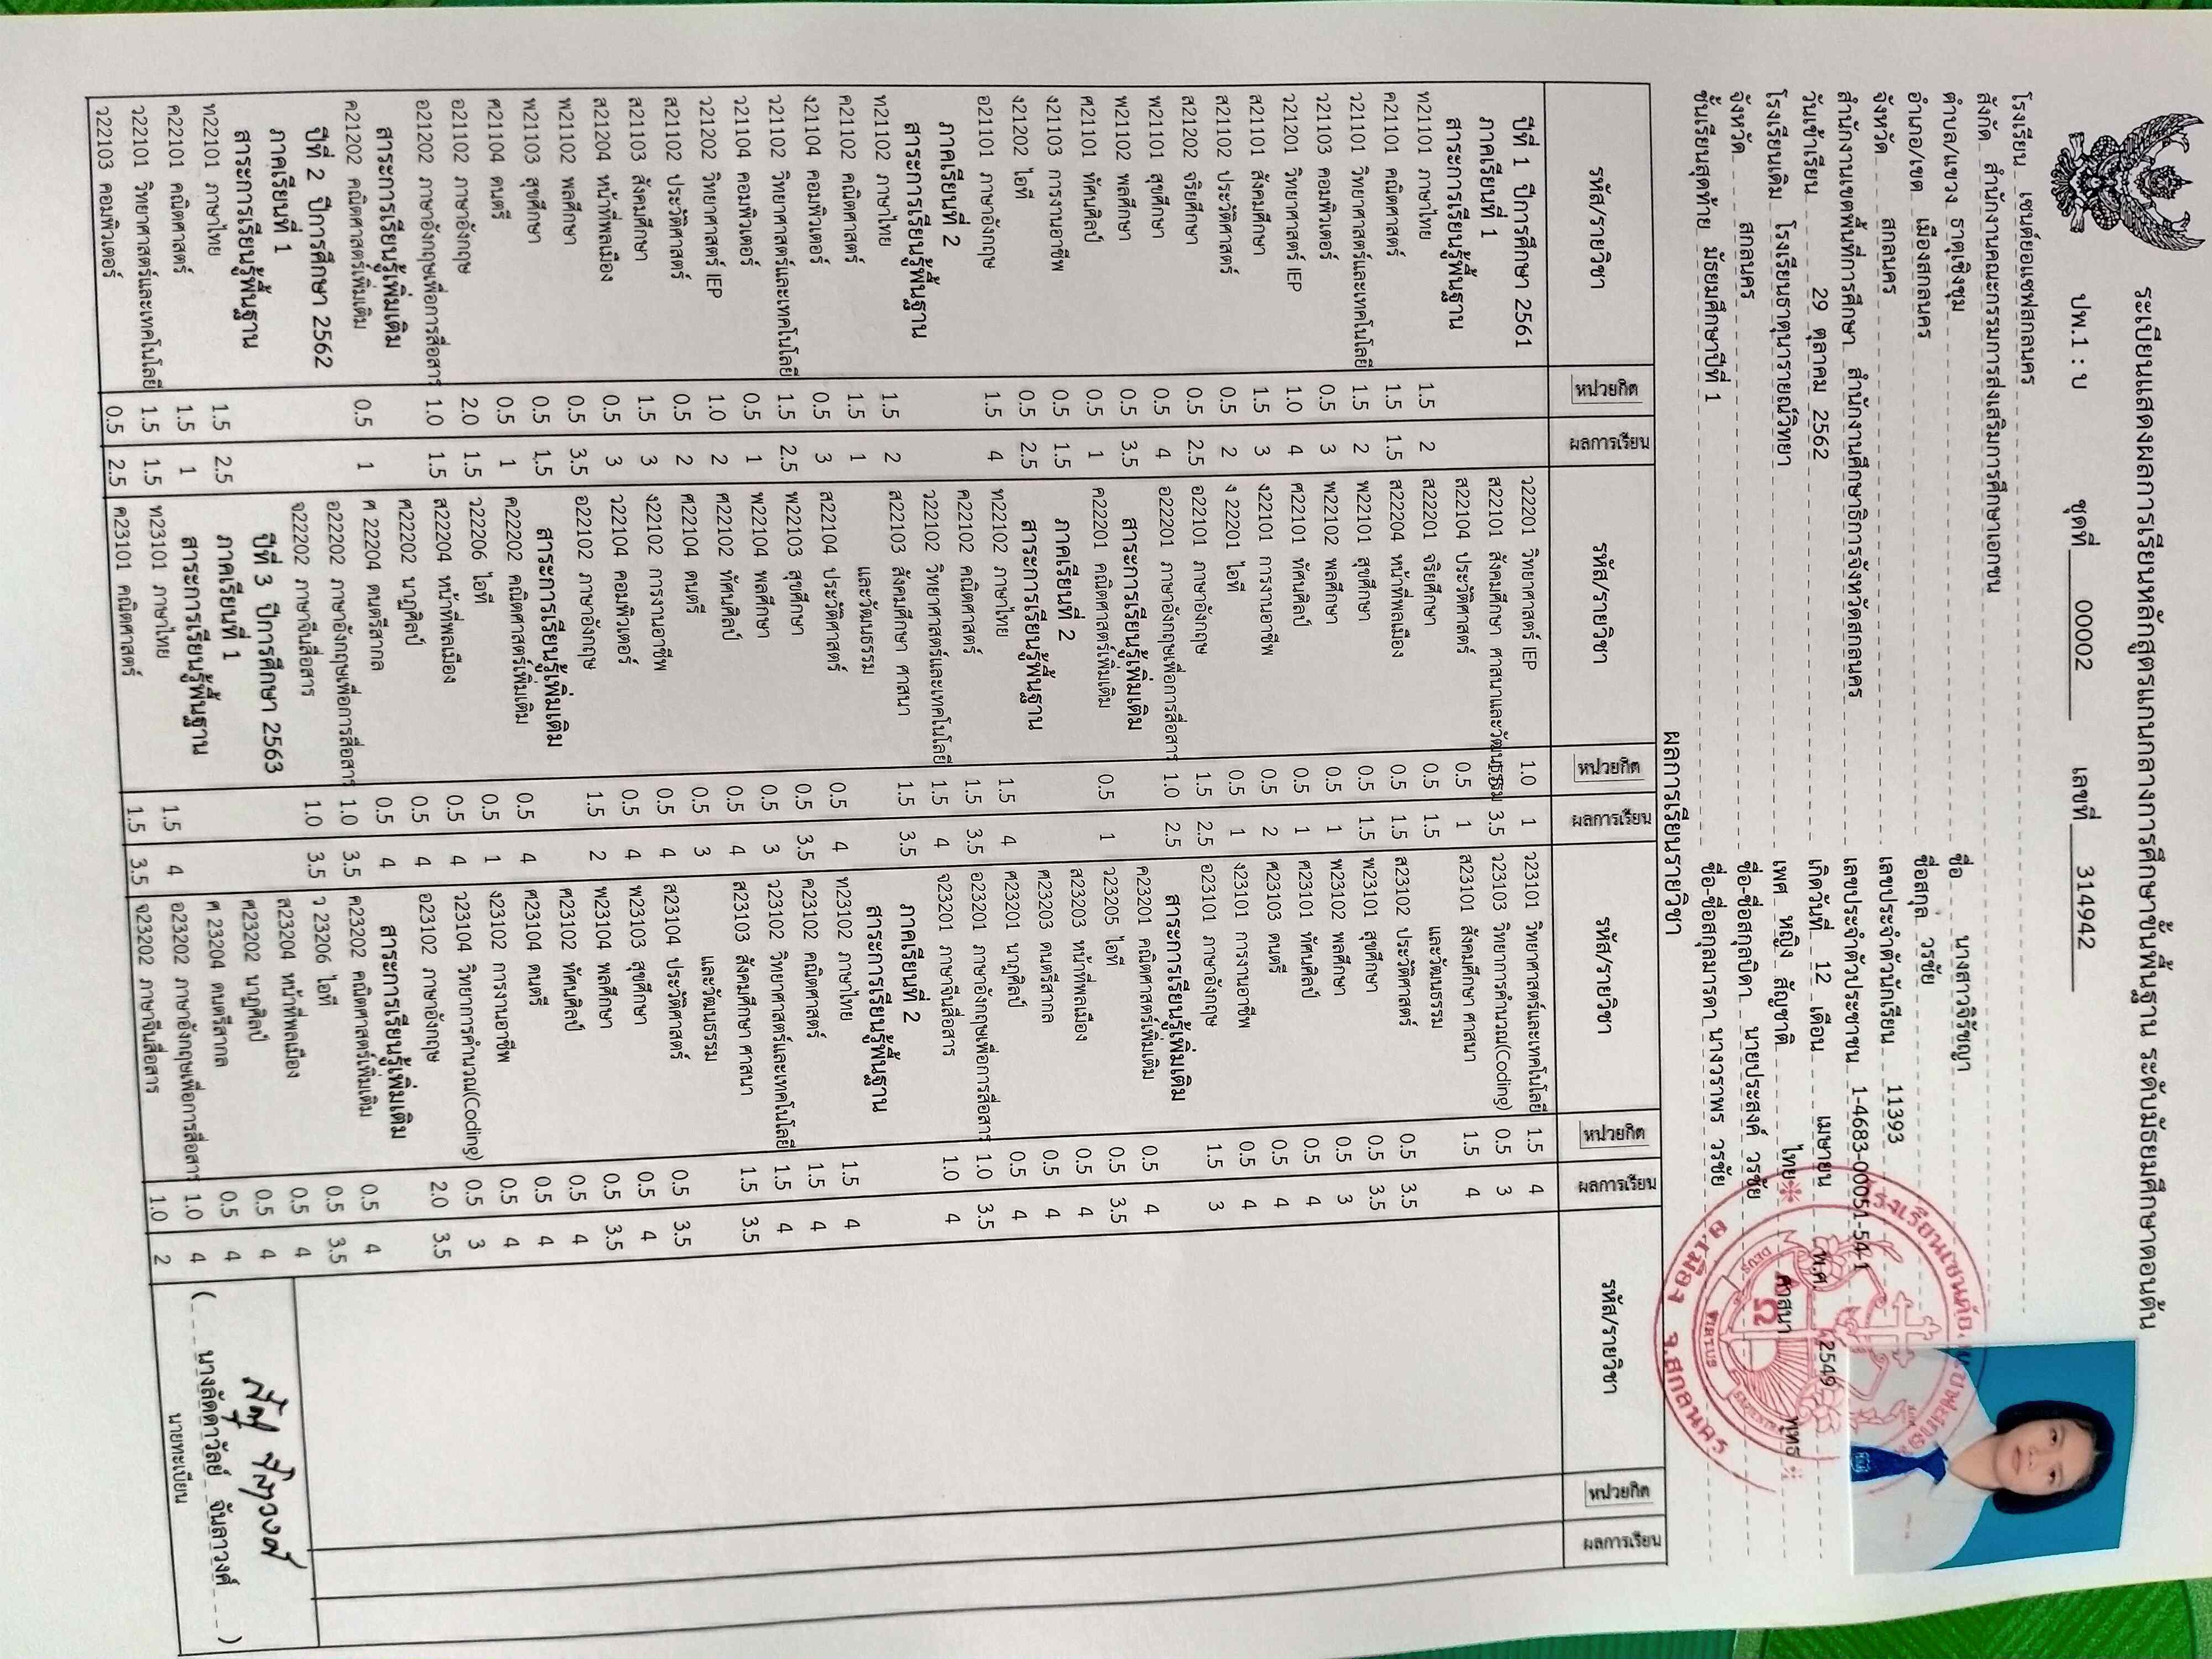 ระเบียนแสดงผลการเรียนหลักสูตรแกนกลางการศึกษาขั้นพื้นฐาน ระดับมัธยมศึกษาตอนต้น
ปพ.1 : บ ชุดที่ 00002 เลขที่ 314942
โรงเรียน เซนต์ยอแซฟสกลนคร
สังกัด สำนักงานคณะกรรมการส่งเสริมการศึกษาเอกชน
ตำบล/แขวง ธาตุเชิงชุม
อำเภอ/เขต เมืองสกลนคร
จังหวัด สกลนคร
สำนักงานเขตพื้นที่การศึกษา สำนักงานศึกษาธิการจังหวัดสกลนคร
วันเข้าเรียน 29 ตุลาคม 2562
โรงเรียนเดิม โรงเรียนธาตุนารายณ์วิทยา
จังหวัด สกลนคร
ชั้นเรียนสุดท้าย มัธยมศึกษาปีที่ 1
ชื่อ นางสาวจิรัชญา
ชื่อสกุล วรชัย
เลขประจำตัวนักเรียน 11393
เลขประจำตัวประชาชน 1-4683-00051-54-1
เกิดวันที่ 12 เดือน เมษายน พ.ศ. 2549
เพศ หญิง สัญชาติ ไทย ศาสนา พุทธ
ชื่อ-ชื่อสกุลบิดา นายประสงค์ วรชัย
ชื่อ-ชื่อสกุลมารดา นางวราพร วรชัย
ผลการเรียนรายวิชา
รหัส/รายวิชา หน่วยกิต ผลการเรียน
ปีที่ 1 ปีการศึกษา 2561
ภาคเรียนที่ 1
สาระการเรียนรู้พื้นฐาน
ท21101 ภาษาไทย 1.5 2
ค21101 คณิตศาสตร์ 1.5 1.5
ว21101 วิทยาศาสตร์และเทคโนโลยี 1.5 2
ว21103 คอมพิวเตอร์ 0.5 3
ว21201 วิทยาศาสตร์ IEP 1.0 4
ส21101 สังคมศึกษา 1.5 3
ส21102 ประวัติศาสตร์ 0.5 2
ส21202 จริยศึกษา 0.5 2.5
พ21101 สุขศึกษา 0.5 4
พ21102 พลศึกษา 0.5 3.5
ศ21101 ทัศนศิลป์ 0.5 1
ง21103 การงานอาชีพ 0.5 1.5
ง21202 ไอที 0.5 2.5
อ21101 ภาษาอังกฤษ 1.5 4
ภาคเรียนที่ 2
สาระการเรียนรู้พื้นฐาน
ท21102 ภาษาไทย 1.5 2
ค21102 คณิตศาสตร์ 1.5 1
ง21104 คอมพิวเตอร์ 0.5 3
ว21102 วิทยาศาสตร์และเทคโนโลยี 1.5 2.5
ว21104 คอมพิวเตอร์ 0.5 1
ว21202 วิทยาศาสตร์ IEP 1.0 2
ส21102 ประวัติศาสตร์ 0.5 2
ส21103 สังคมศึกษา 1.5 3
ส21204 หน้าที่พลเมือง 0.5 3
พ21102 พลศึกษา 0.5 3.5
พ21103 สุขศึกษา 0.5 1.5
ศ21104 ดนตรี 0.5 1
อ21102 ภาษาอังกฤษ 2.0 1.5
อ21202 ภาษาอังกฤษเพื่อการสื่อสาร 1.0 1.5
สาระการเรียนรู้เพิ่มเติม
ค21202 คณิตศาสตร์เพิ่มเติม 0.5 1
ปีที่ 2 ปีการศึกษา 2562
ภาคเรียนที่ 1
สาระการเรียนรู้พื้นฐาน
ท22101 ภาษาไทย 1.5 2.5
ค22101 คณิตศาสตร์ 1.5 1
ว22101 วิทยาศาสตร์และเทคโนโลยี 1.5 1.5
ว22103 คอมพิวเตอร์ 0.5 2.5
รหัส/รายวิชา หน่วยกิต ผลการเรียน
ว22201 วิทยาศาสตร์ IEP 1.0 1
ส22101 สังคมศึกษา ศาสนาและวัฒนธรรม 3.5
ส22104 ประวัติศาสตร์ 0.5 1
ส22201 จริยศึกษา 0.5 1.5
ส22204 หน้าที่พลเมือง 0.5 1.5
พ22101 สุขศึกษา 0.5 1.5
พ22102 พลศึกษา 0.5 1
ศ22101 ทัศนศิลป์ 0.5 1
ง22101 การงานอาชีพ 0.5 2
ง 22201 ไอที 0.5 1
อ22101 ภาษาอังกฤษ 1.5 2.5
อ22201 ภาษาอังกฤษเพื่อการสื่อสาร 1.0 2.5
สาระการเรียนรู้เพิ่มเติม
ค22201 คณิตศาสตร์เพิ่มเติม 0.5 1
ภาคเรียนที่ 2
สาระการเรียนรู้พื้นฐาน
ท22102 ภาษาไทย 1.5 4
ค22102 คณิตศาสตร์ 1.5 3.5
ว22102 วิทยาศาสตร์และเทคโนโลยี 1.5 4
ส22103 สังคมศึกษา ศาสนา 1.5 3.5
และวัฒนธรรม
ส22104 ประวัติศาสตร์ 0.5 4
พ22103 สุขศึกษา 0.5 3.5
พ22104 พลศึกษา 0.5 3
ศ22102 ทัศนศิลป์ 0.5 4
ศ22104 ดนตรี 0.5 3
ง22102 การงานอาชีพ 0.5 4
ว22104 คอมพิวเตอร์ 0.5 4
อ22102 ภาษาอังกฤษ 1.5 2
สาระการเรียนรู้เพิ่มเติม
ค22202 คณิตศาสตร์เพิ่มเติม 0.5 4
ว22206 ไอที 0.5 1
ส22204 หน้าที่พลเมือง 0.5 4
ศ22202 นาฏศิลป์ 0.5 4
ศ 22204 ดนตรีสากล 0.5 4
อ22202 ภาษาอังกฤษเพื่อการสื่อสาร 1.0 3.5
จ22202 ภาษาจีนสื่อสาร 1.0 3.5
ปีที่ 3 ปีการศึกษา 2563
ภาคเรียนที่ 1
สาระการเรียนรู้พื้นฐาน
ท23101 ภาษาไทย 1.5 4
ค23101 คณิตศาสตร์ 1.5 3.5
รหัส/รายวิชา หน่วยกิต ผลการเรียน
ว23101 วิทยาศาสตร์และเทคโนโลยี 1.5 4
ว23103 วิทยาการคำนวณ(Coding) 0.5 3
ส23101 สังคมศึกษา ศาสนา 1.5 4
และวัฒนธรรม
ส23102 ประวัติศาสตร์ 0.5 3.5
พ23101 สุขศึกษา 0.5 3.5
พ23102 พลศึกษา 0.5 3
ศ23101 ทัศนศิลป์ 0.5 4
ศ23103 ดนตรี 0.5 4
ง23101 การงานอาชีพ 0.5 4
อ23101 ภาษาอังกฤษ 1.5 3
สาระการเรียนรู้เพิ่มเติม
ค23201 คณิตศาสตร์เพิ่มเติม 0.5 4
ว23205 ไอที 0.5 3.5
ส23203 หน้าที่พลเมือง 0.5 4
ศ23203 ดนตรีสากล 0.5 4
ศ23201 นาฏศิลป์ 0.5 4
อ23201 ภาษาอังกฤษเพื่อการสื่อสาร 1.0 3.5
จ23201 ภาษาจีนสื่อสาร 1.0 4
ภาคเรียนที่ 2
สาระการเรียนรู้พื้นฐาน
ท23102 ภาษาไทย 1.5 4
ค23102 คณิตศาสตร์ 1.5 4
ว23102 วิทยาศาสตร์และเทคโนโลยี 1.5 4
ส23103 สังคมศึกษา ศาสนา 1.5 3.5
และวัฒนธรรม
ส23104 ประวัติศาสตร์ 0.5 3.5
พ23103 สุขศึกษา 0.5 4
พ23104 พลศึกษา 0.5 3.5
ศ23102 ทัศนศิลป์ 0.5 4
ศ23104 ดนตรี 0.5 4
ง23102 การงานอาชีพ 0.5 4
ว23104 วิทยาการคำนวณ(Coding) 0.5 3
อ23102 ภาษาอังกฤษ 2.0 3.5
สาระการเรียนรู้เพิ่มเติม
ค23202 คณิตศาสตร์เพิ่มเติม 0.5 4
ว 23206 ไอที 0.5 3.5
ส23204 หน้าที่พลเมือง 0.5 4
ศ23202 นาฏศิลป์ 0.5 4
ศ 23204 ดนตรีสากล 0.5 4
อ23202 ภาษาอังกฤษเพื่อการสื่อสาร 1.0 4
จ23202 ภาษาจีนสื่อสาร 1.0 2
รหัส/รายวิชา หน่วยกิต ผลการเรียน
( นางลัดดาวัลย์ จันลาวงศ์ )
นายทะเบียน
DEUS
VIRTUS
จ.สกลนคร